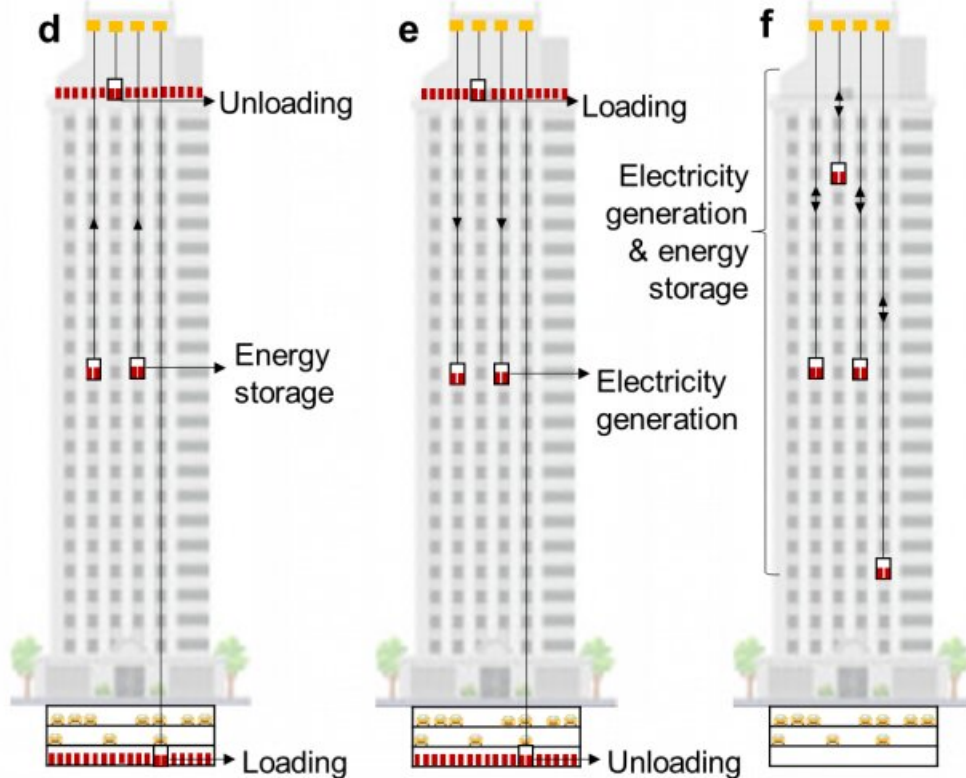 d
Unloading
Energy
storage
Loading
e
Loading
Electricity
generation
Unloading
f
Electricity
generation
& energy
storage